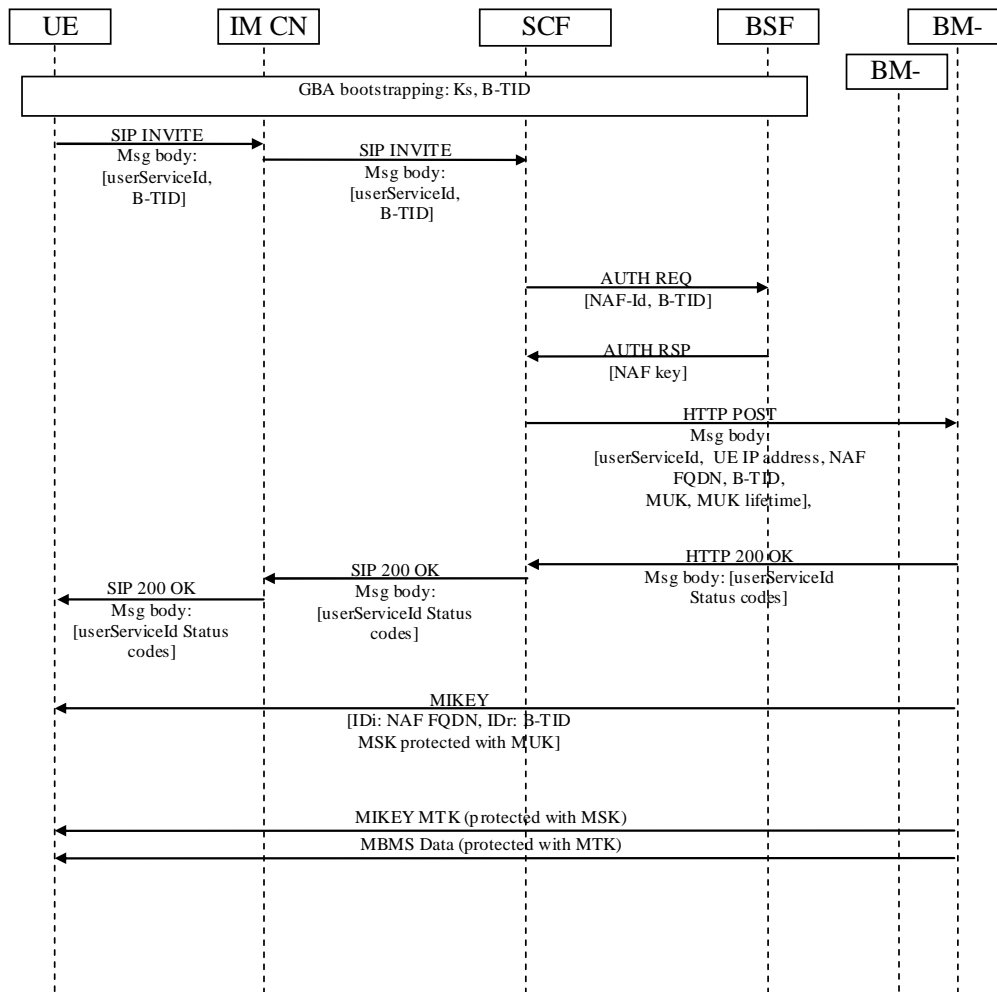 UE
IM CN
SCF
BSF
BM-
BM-
GBA bootstrapping: Ks, B-TID
SIP INVITE
Msg body:
[userServiceId,
B-TID]
SIP INVITE
Msg body:
[userServiceId,
B-TID]
AUTH REQ
[NAF-Id, B-TID]
AUTH RSP
[NAF key]
HTTP POST
Msg body
[userServiceId, UE IP address, NAF
FQDN, B-TID,
MUK, MUK lifetime],
HTTP 200 OK
Msg body: [userServiceId
Status codes]
SIP 200 OK
Msg body:
[userServiceId Status
codes]
SIP 200 OK
Msg body:
[userServiceId Status
codes]
MIKEY
[IDi: NAF FQDN, IDr: B-TID
MSK protected with MUK]
MIKEY MTK (protected with MSK)
MBMS Data (protected with MTK)